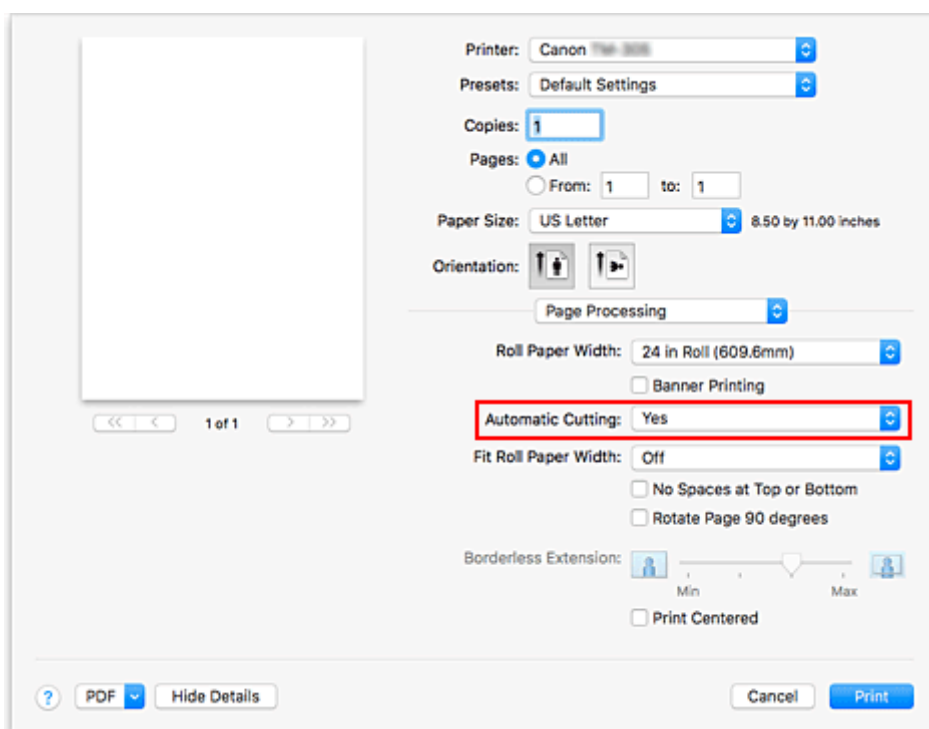 Printer: Canon
Presets: Default Settings
Copies: 1
Pages: All
From: 1 to: 1
Paper Size: US Letter 8.50 by 11.00 inches
Orientation:
Page Processing
Roll Paper Width: 24 in Roll (609.6mm)
Banner Printing
1 of 1
Automatic Cutting: Yes
Fit Roll Paper Width: Off
No Spaces at Top or Bottom
Rotate Page 90 degrees
Borderless Extension:
Min Max
Print Centered
? PDF Hide Details Cancel Print